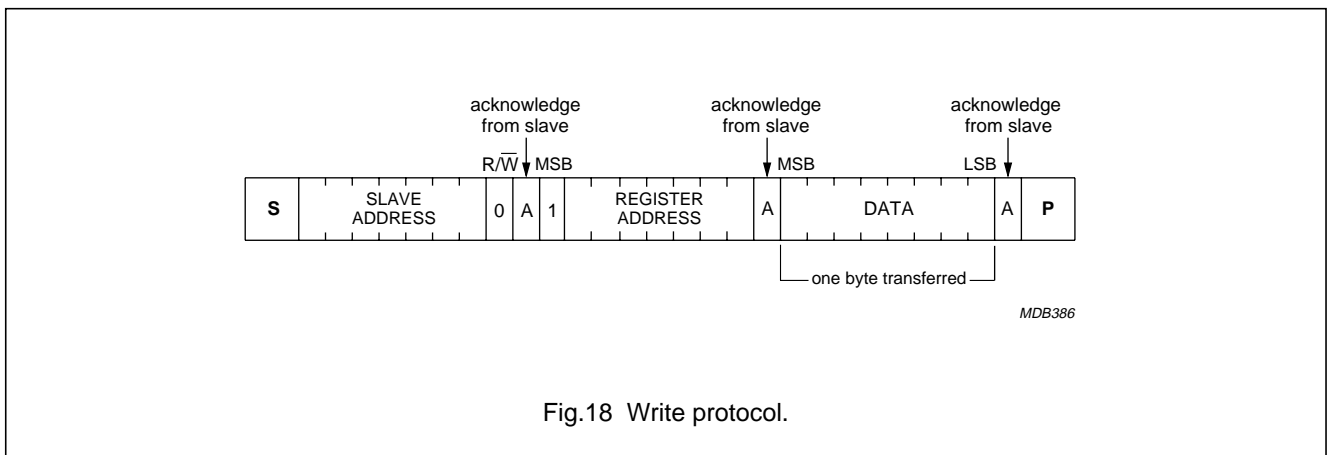 acknowledge
from slave
acknowledge
from slave
acknowledge
from slave
R/W̅ MSB MSB LSB
S SLAVE ADDRESS 0 A 1 REGISTER ADDRESS A DATA A P
one byte transferred
MDB386
Fig.18 Write protocol.